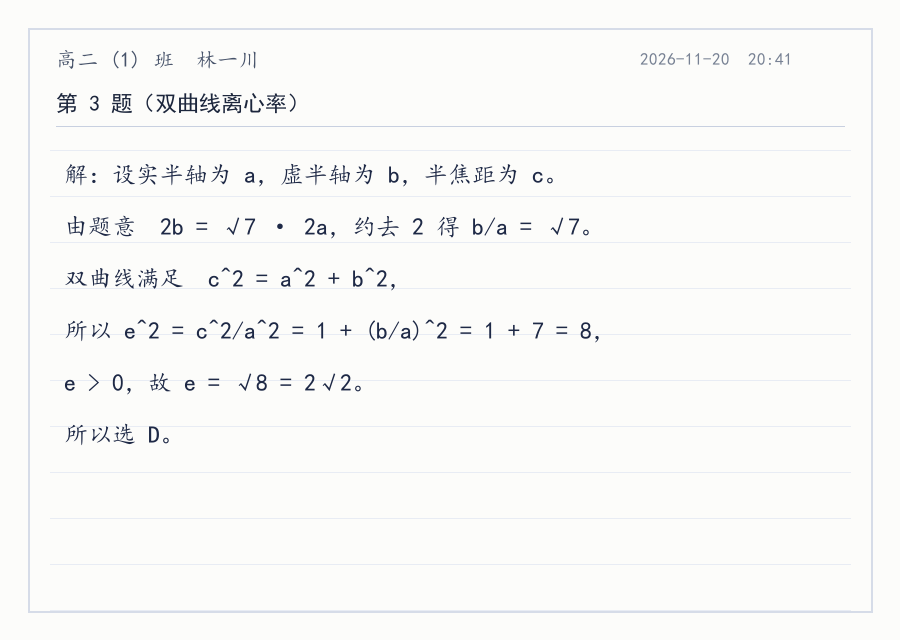 高二 (1) 班 林一川 2026-11-20 20:41
第 3 题（双曲线离心率）
解：设实半轴为 a，虚半轴为 b，半焦距为 c。
由题意 2b = √7 · 2a，约去 2 得 b/a = √7。
双曲线满足 c^2 = a^2 + b^2，
所以 e^2 = c^2/a^2 = 1 + (b/a)^2 = 1 + 7 = 8，
e > 0，故 e = √8 = 2√2。
所以选 D。